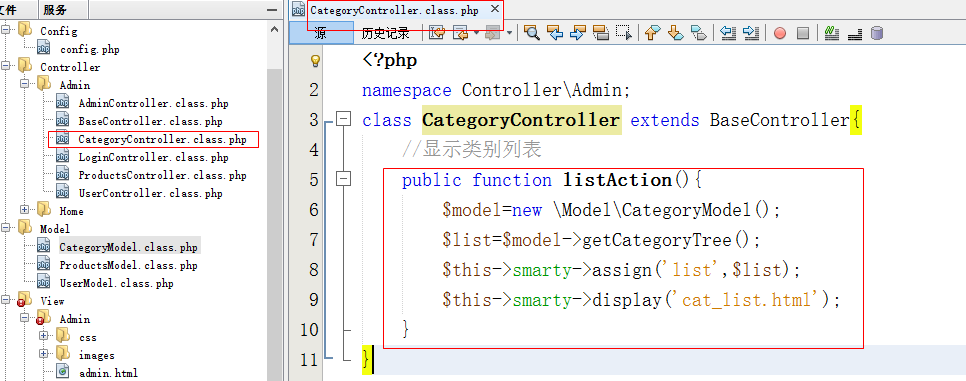 文件
服务
Config
config.php
Controller
Admin
AdminController.class.php
BaseController.class.php
CategoryController.class.php
LoginController.class.php
ProductsController.class.php
UserController.class.php
Home
Model
CategoryModel.class.php
ProductsModel.class.php
UserModel.class.php
View
Admin
css
images
admin.html
CategoryController.class.php
源 历史记录
<?php
2 namespace Controller\Admin;
3 class CategoryController extends BaseController{
4 //显示类别列表
5 public function listAction(){
6 $model=new \Model\CategoryModel();
7 $list=$model->getCategoryTree();
8 $this->smarty->assign('list',$list);
9 $this->smarty->display('cat_list.html');
10 }
11 }